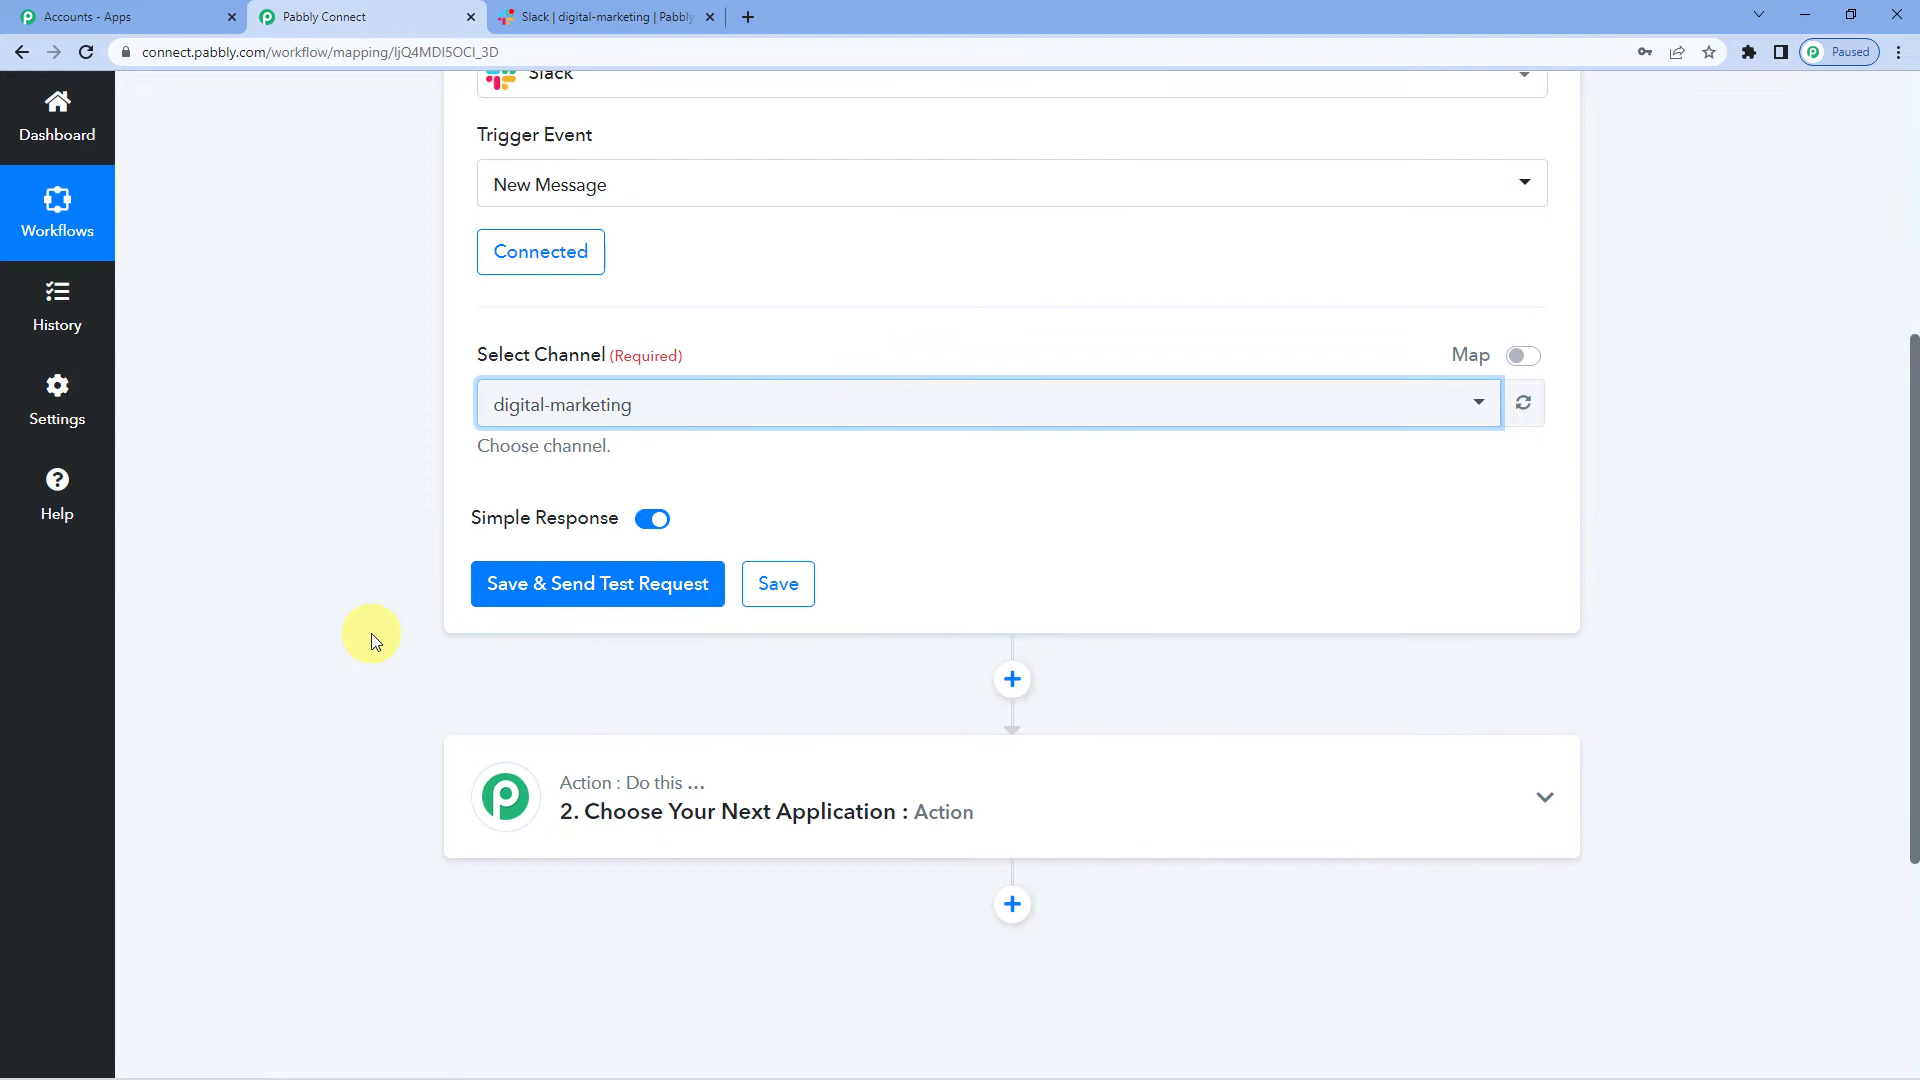 Accounts - Apps
Pabbly Connect
Slack | digital-marketing | Pabbly
connect.pabbly.com/workflow/mapping/IjQ4MDI5OCI_3D
Paused
Dashboard
Workflows
History
Settings
Help
Slack
Trigger Event
New Message
Connected
Select Channel (Required)
Map
digital-marketing
Choose channel.
Simple Response
Save & Send Test Request
Save
Action : Do this ...
2. Choose Your Next Application : Action